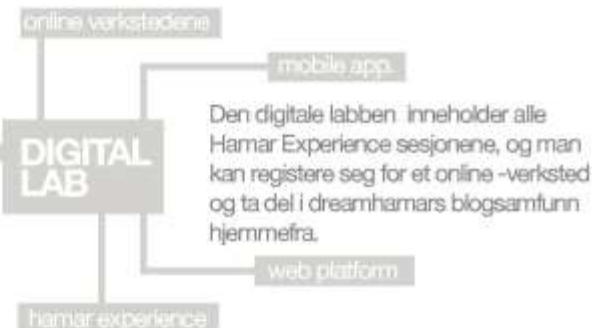 online verkstedene
mobile app.
Den digitale labben inneholder alle
Hamar Experience sesjonene, og man
kan registere seg for et online -verksted
og ta del i dreamhamars blogsamfunn
hjemmefra.
DIGITAL
LAB
web platform
hamar experience